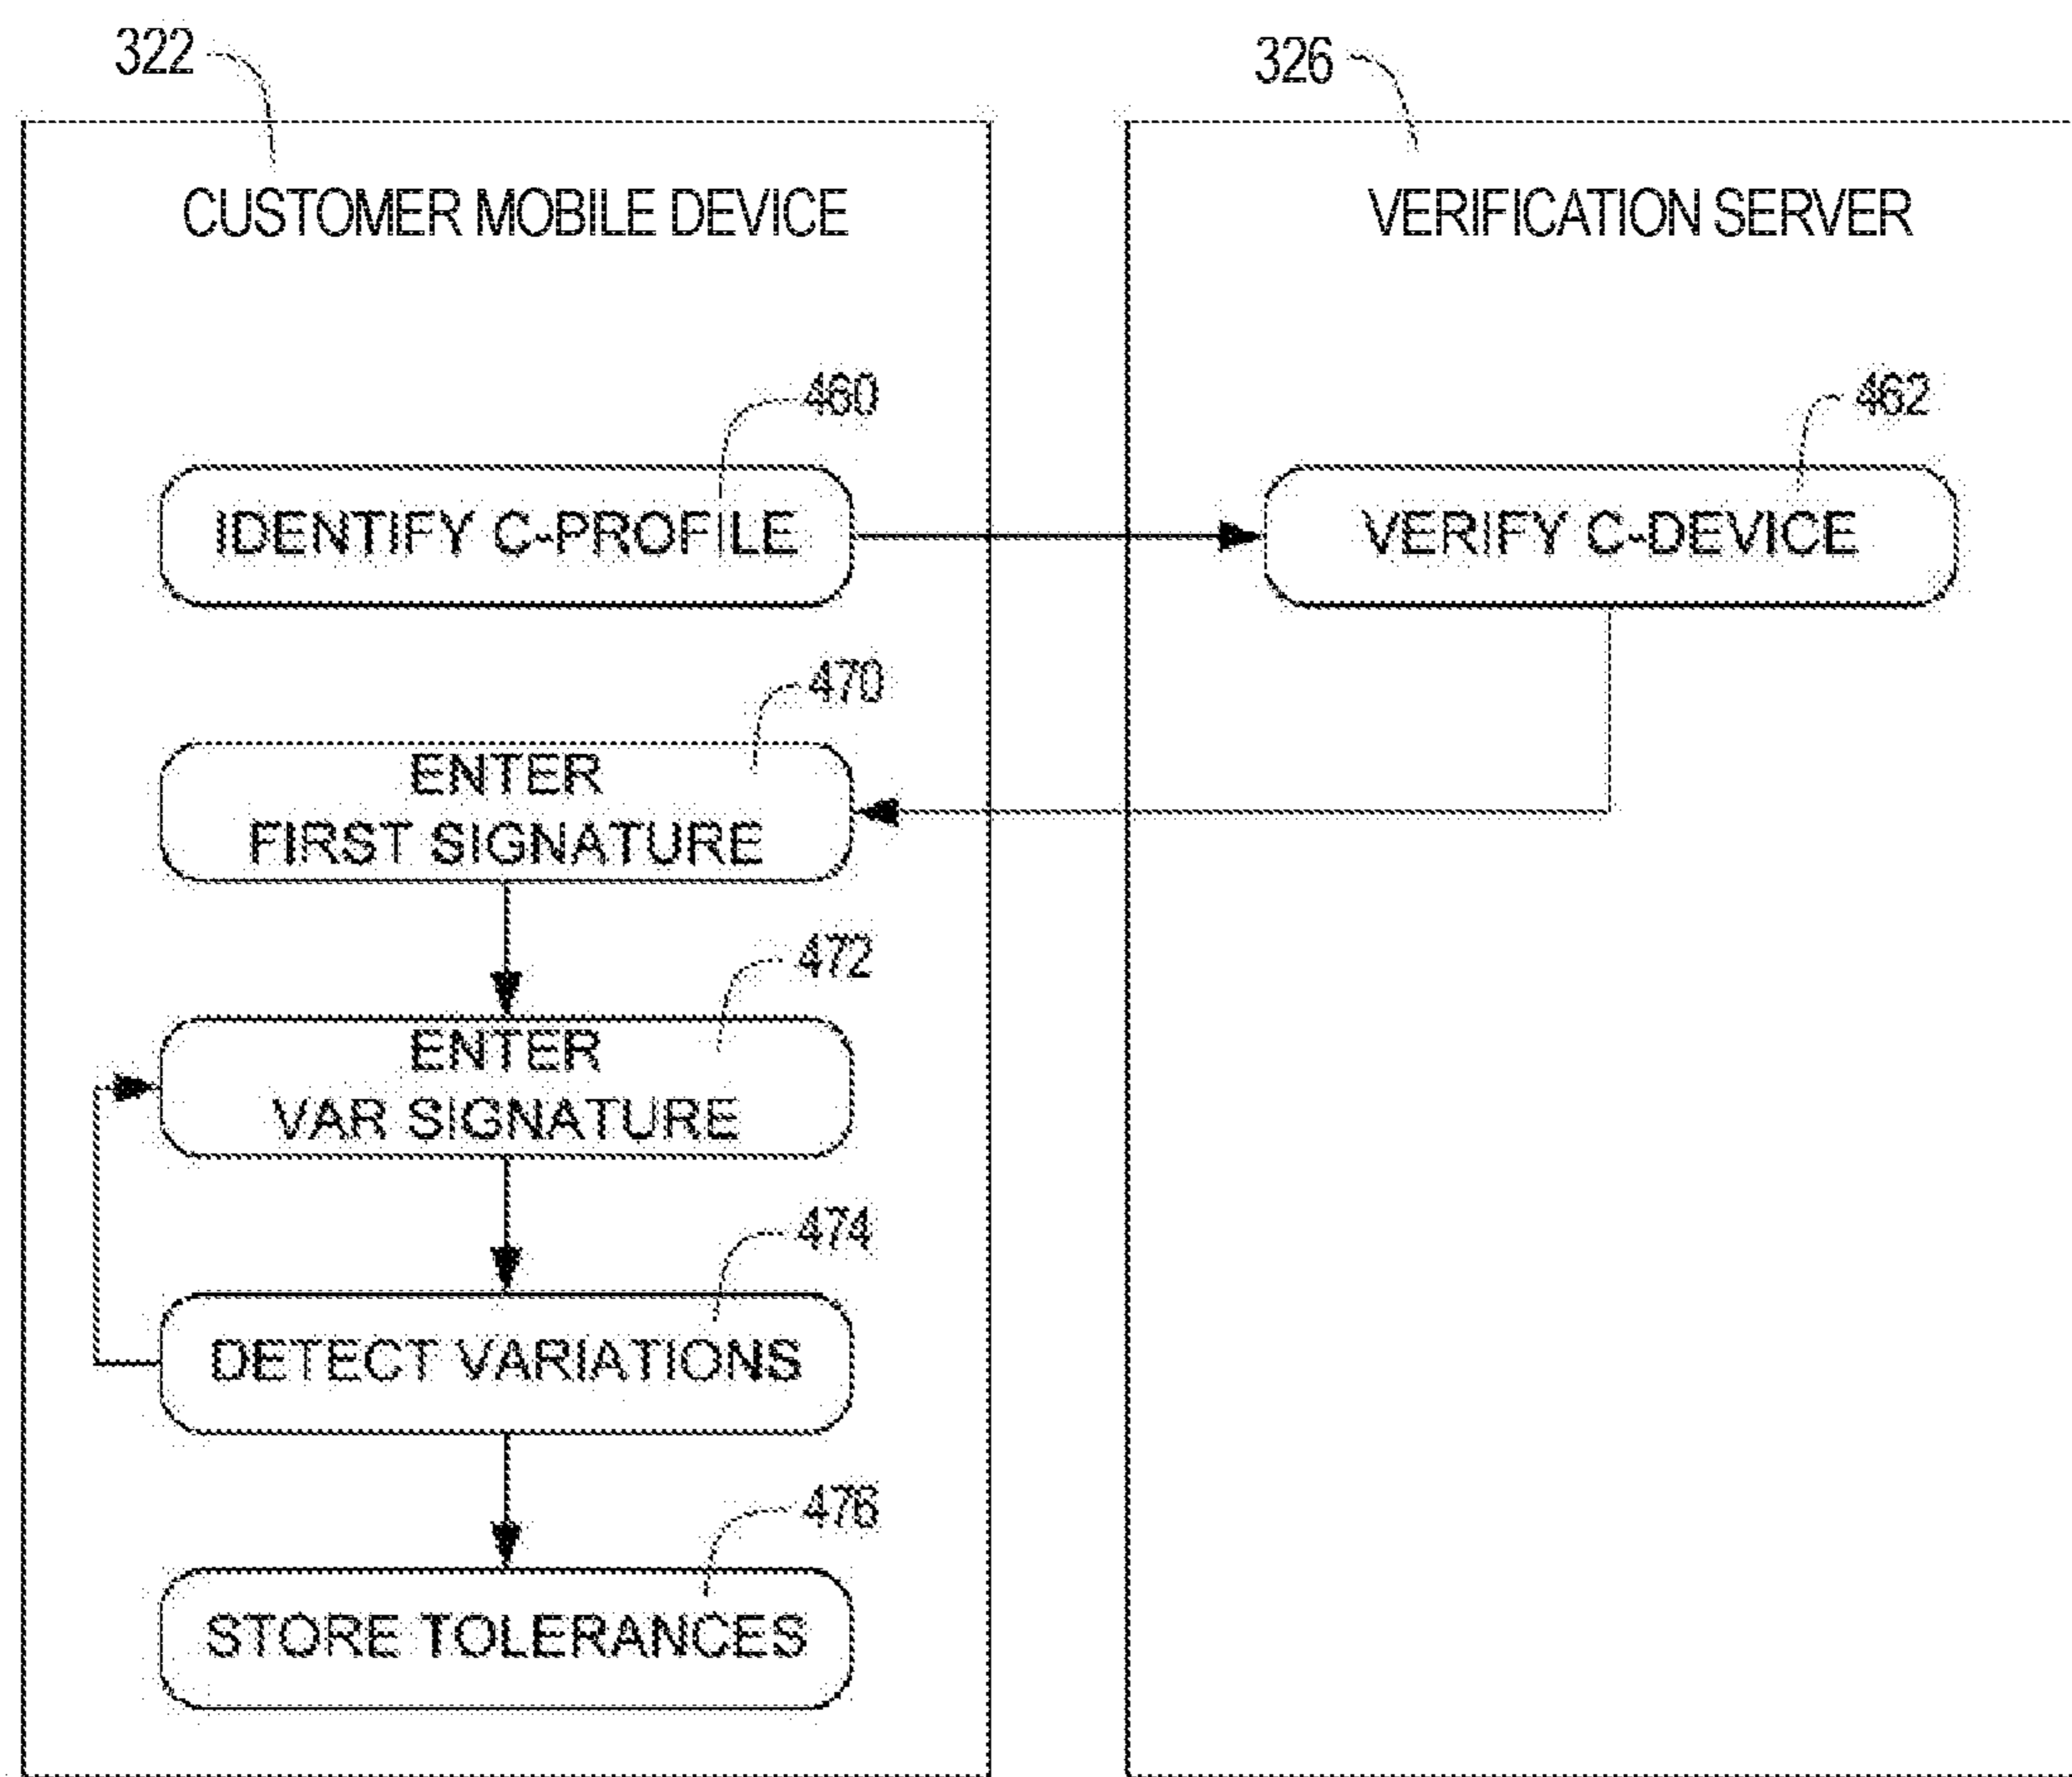 322
326
CUSTOMER MOBILE DEVICE
VERIFICATION SERVER
460
462
IDENTIFY C-PROFILE
VERIFY C-DEVICE
470
ENTER
FIRST SIGNATURE
472
ENTER
VAR SIGNATURE
474
DETECT VARIATIONS
476
STORE TOLERANCES